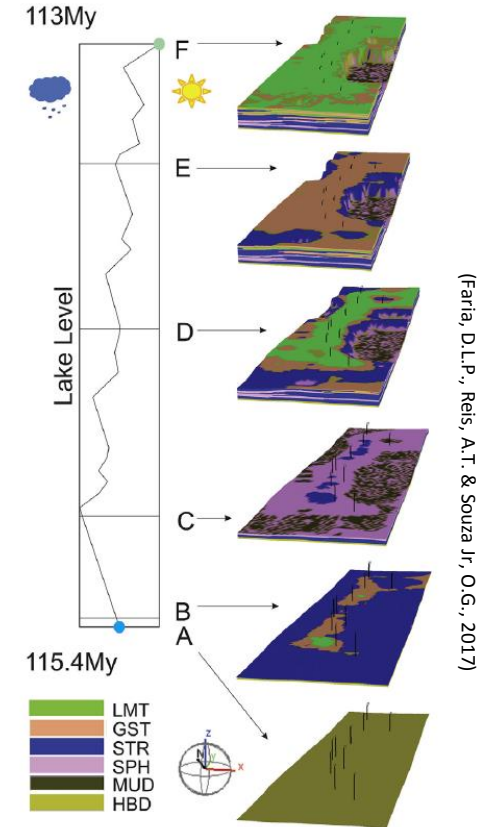 113My
F
E
Lake Level
D
C
B
A
115.4My
LMT
GST
STR
SPH
MUD
HBD
z
N
y
x
(Faria, D.L.P., Reis, A.T. & Souza Jr, O.G., 2017)